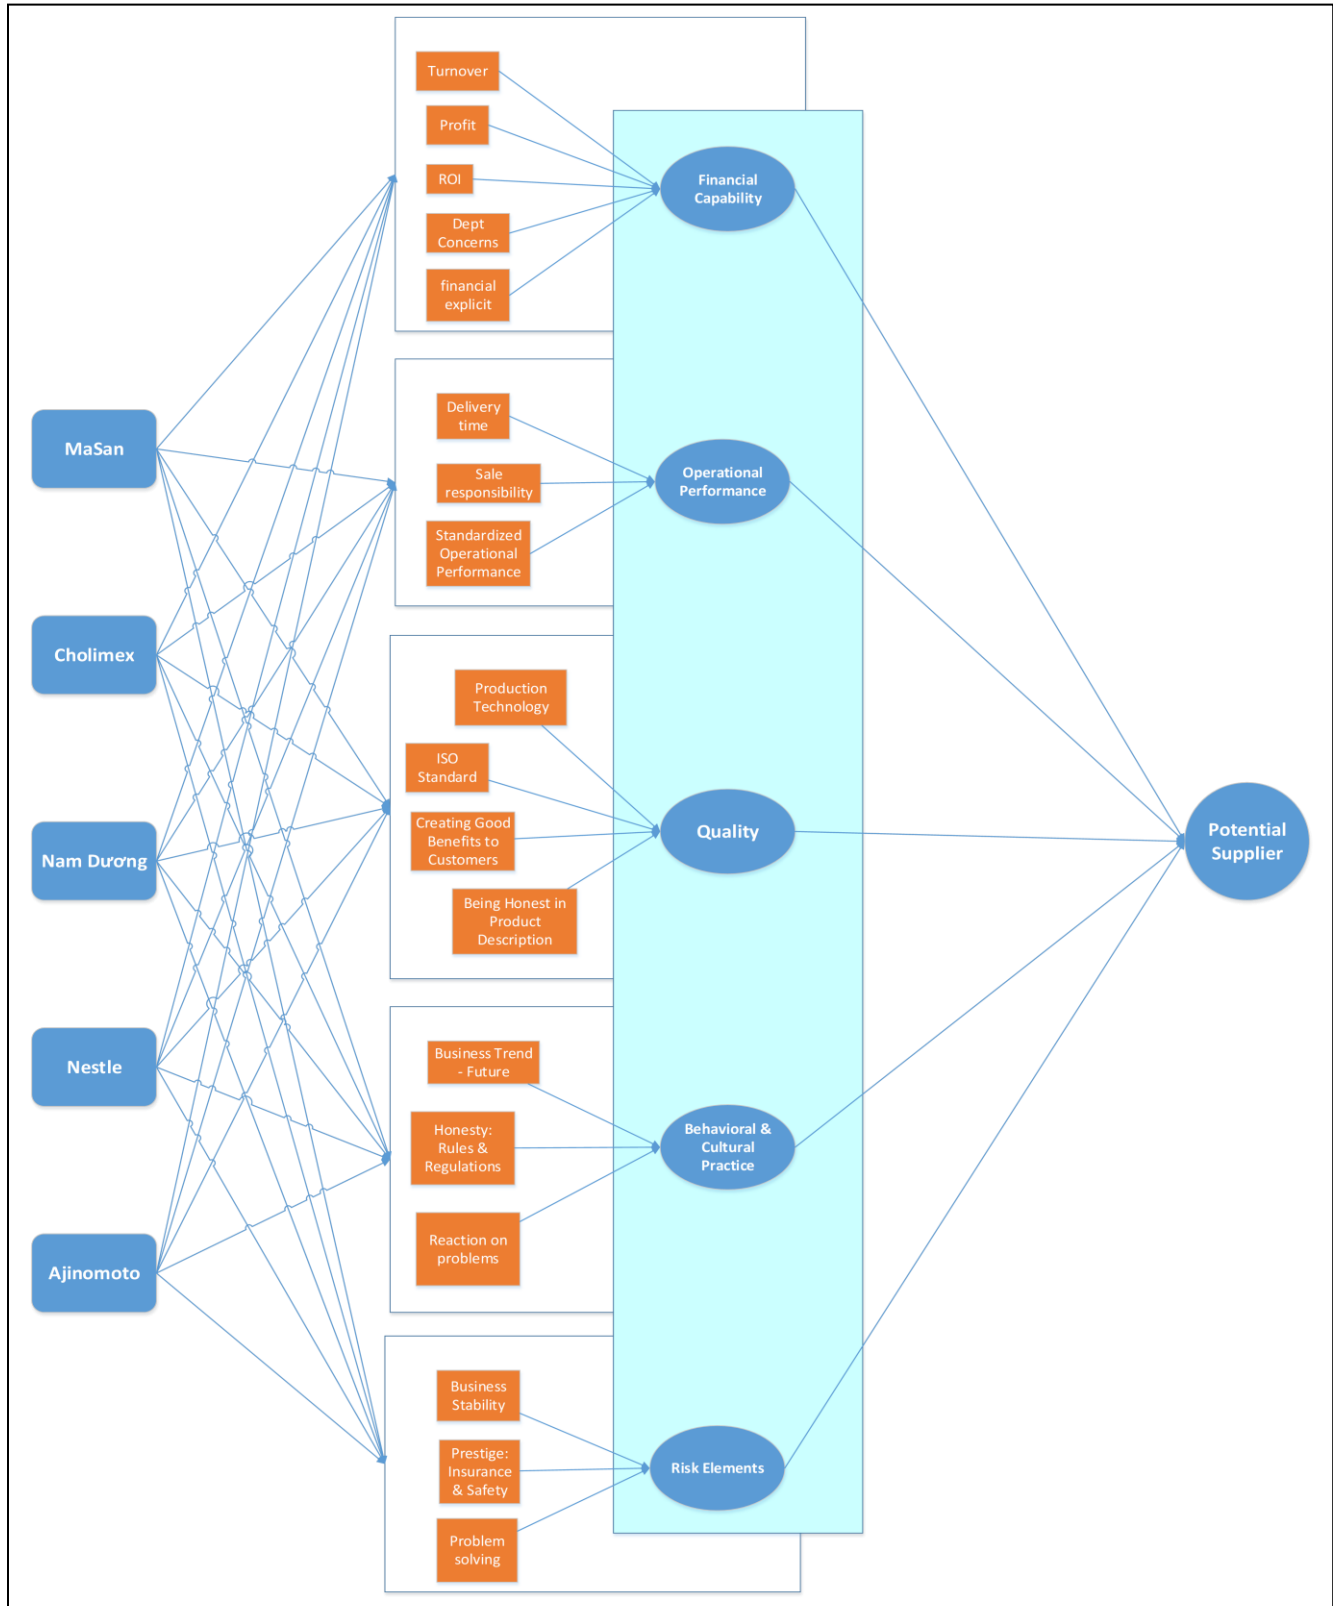 MaSan
Cholimex
Nam Dương
Nestle
Ajinomoto
Turnover
Profit
ROI
Dept
Concerns
financial
explicit
Financial
Capability
Delivery
time
Sale
responsibility
Standardized
Operational
Performance
Operational
Performance
Production
Technology
ISO
Standard
Creating Good
Benefits to
Customers
Being Honest in
Product
Description
Quality
Business Trend
- Future
Honesty:
Rules &
Regulations
Reaction on
problems
Behavioral &
Cultural
Practice
Business
Stability
Prestige:
Insurance
& Safety
Problem
solving
Risk Elements
Potential
Supplier